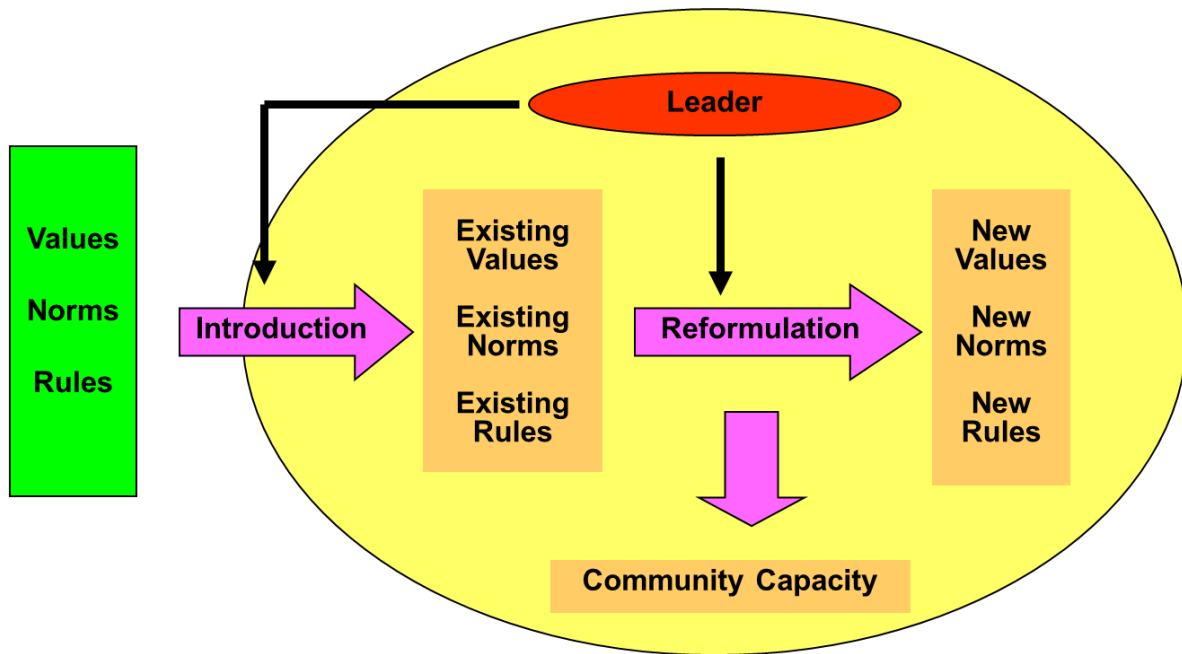 Leader
Values
Norms
Rules
Introduction
Existing
Values
Existing
Norms
Existing
Rules
Reformulation
New
Values
New
Norms
New
Rules
Community Capacity